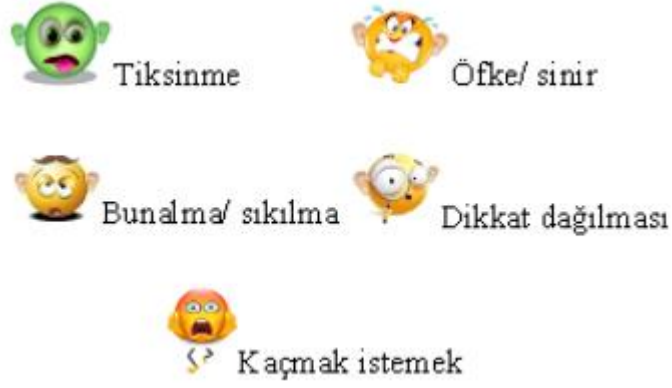 Tiksinme
Öfke/ sinir
Bunalma/ sıkılma
Dikkat dağılması
Kaçmak istemek